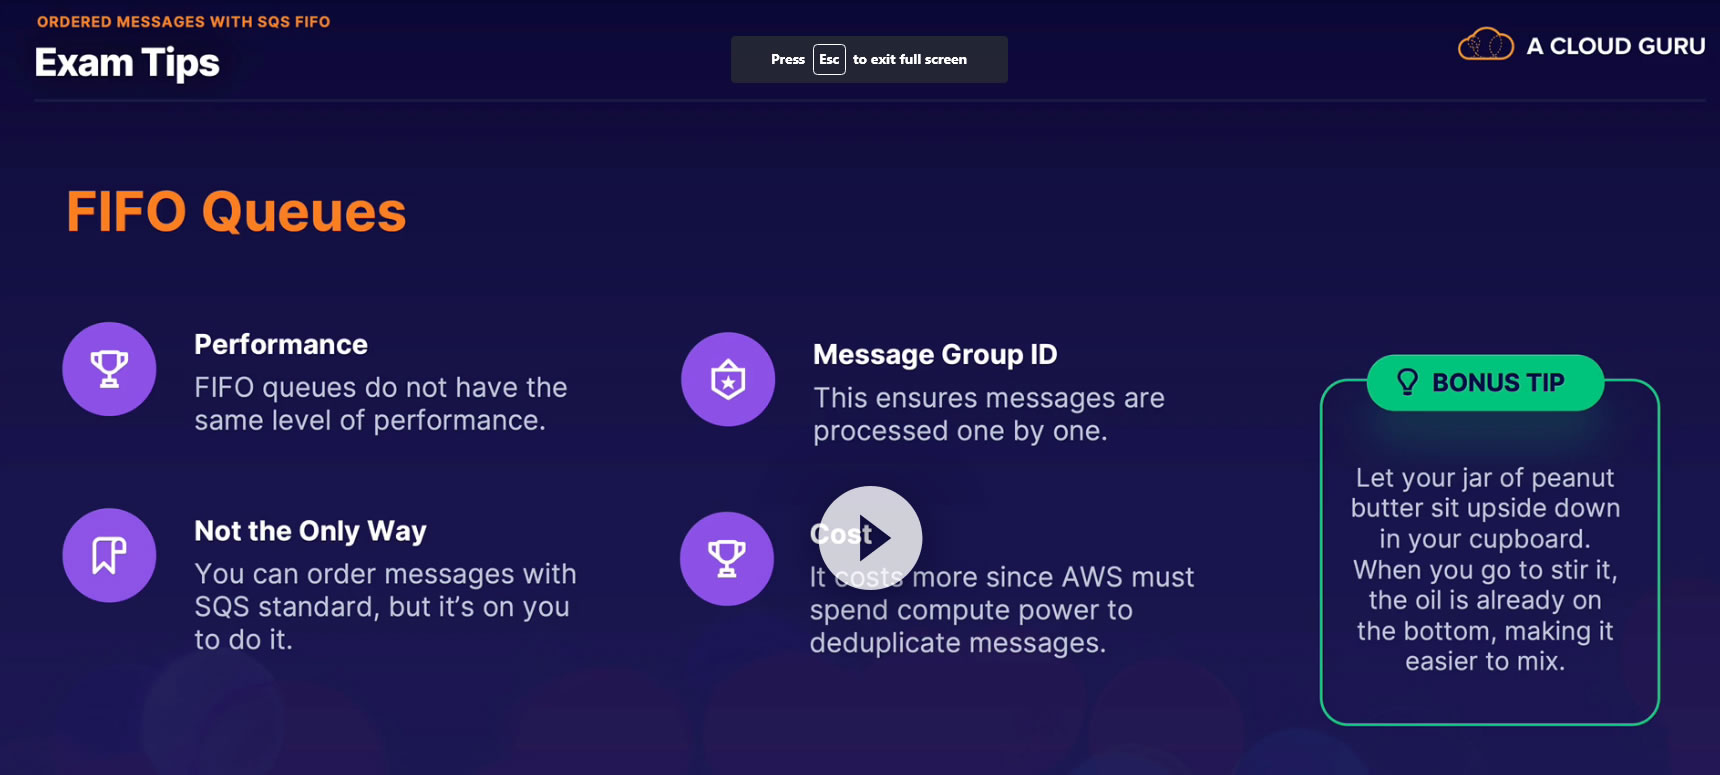 ORDERED MESSAGES WITH SQS FIFO
Exam Tips
Press Esc to exit full screen
A CLOUD GURU
FIFO Queues
Performance
FIFO queues do not have the
same level of performance.
Message Group ID
This ensures messages are
processed one by one.
Not the Only Way
You can order messages with
SQS standard, but it's on you
to do it.
Cost
It costs more since AWS must
spend compute power to
deduplicate messages.
BONUS TIP
Let your jar of peanut
butter sit upside down
in your cupboard.
When you go to stir it,
the oil is already on
the bottom, making it
easier to mix.